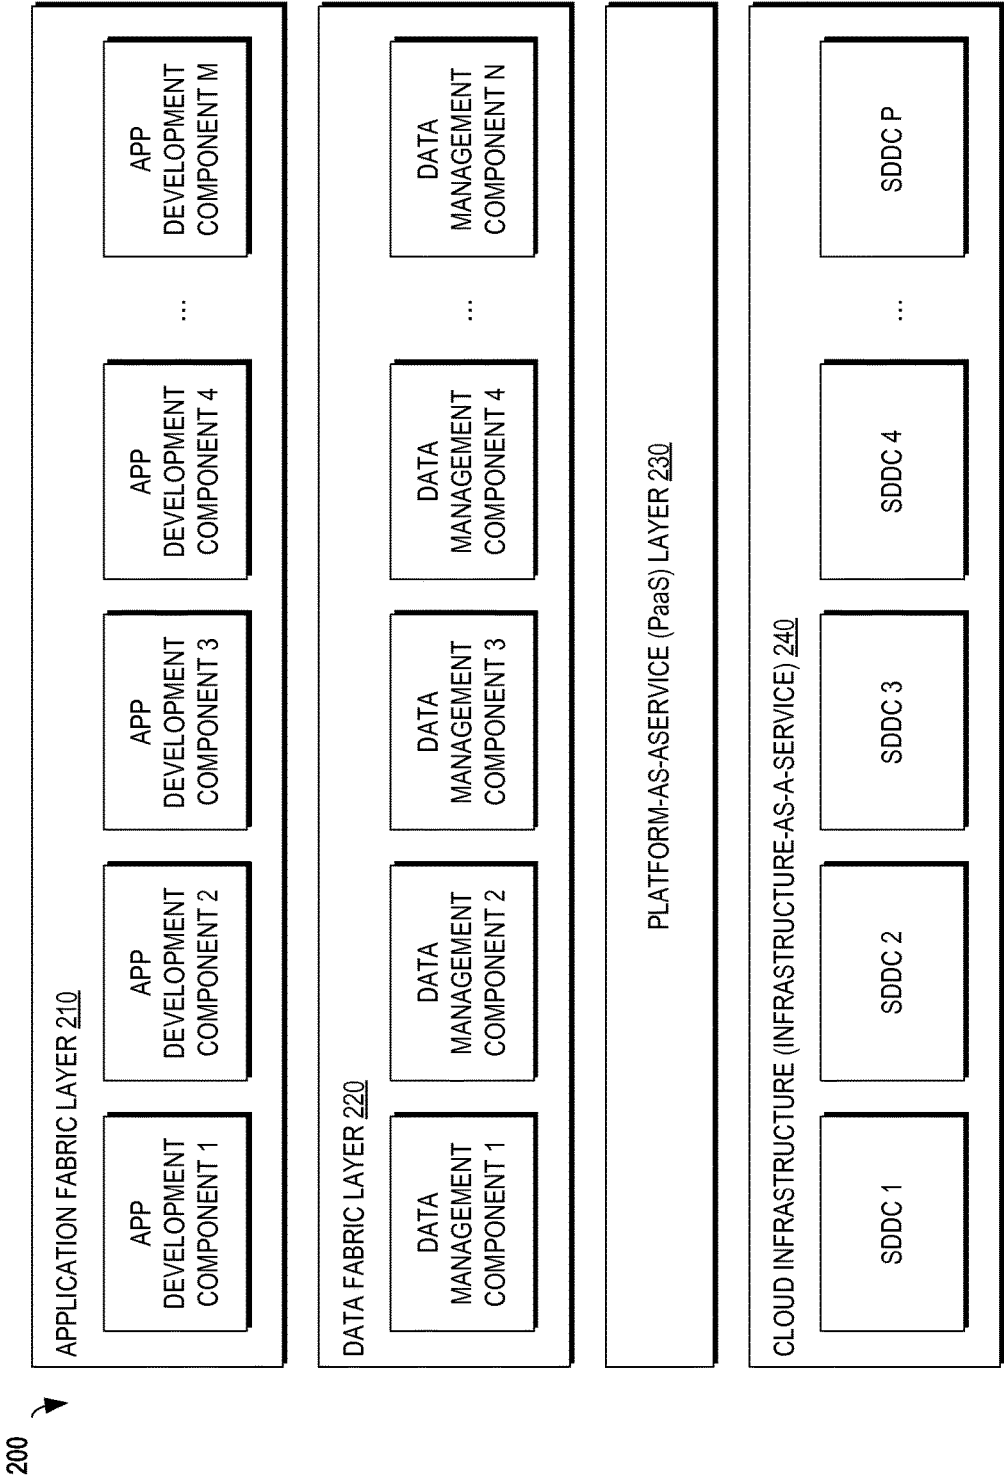 200
APPLICATION FABRIC LAYER 210
APP
DEVELOPMENT
COMPONENT 1
APP
DEVELOPMENT
COMPONENT 2
APP
DEVELOPMENT
COMPONENT 3
APP
DEVELOPMENT
COMPONENT 4
...
APP
DEVELOPMENT
COMPONENT M
DATA FABRIC LAYER 220
DATA
MANAGEMENT
COMPONENT 1
DATA
MANAGEMENT
COMPONENT 2
DATA
MANAGEMENT
COMPONENT 3
DATA
MANAGEMENT
COMPONENT 4
...
DATA
MANAGEMENT
COMPONENT N
PLATFORM-AS-ASERVICE (PaaS) LAYER 230
CLOUD INFRASTRUCTURE (INFRASTRUCTURE-AS-A-SERVICE) 240
SDDC 1
SDDC 2
SDDC 3
SDDC 4
...
SDDC P